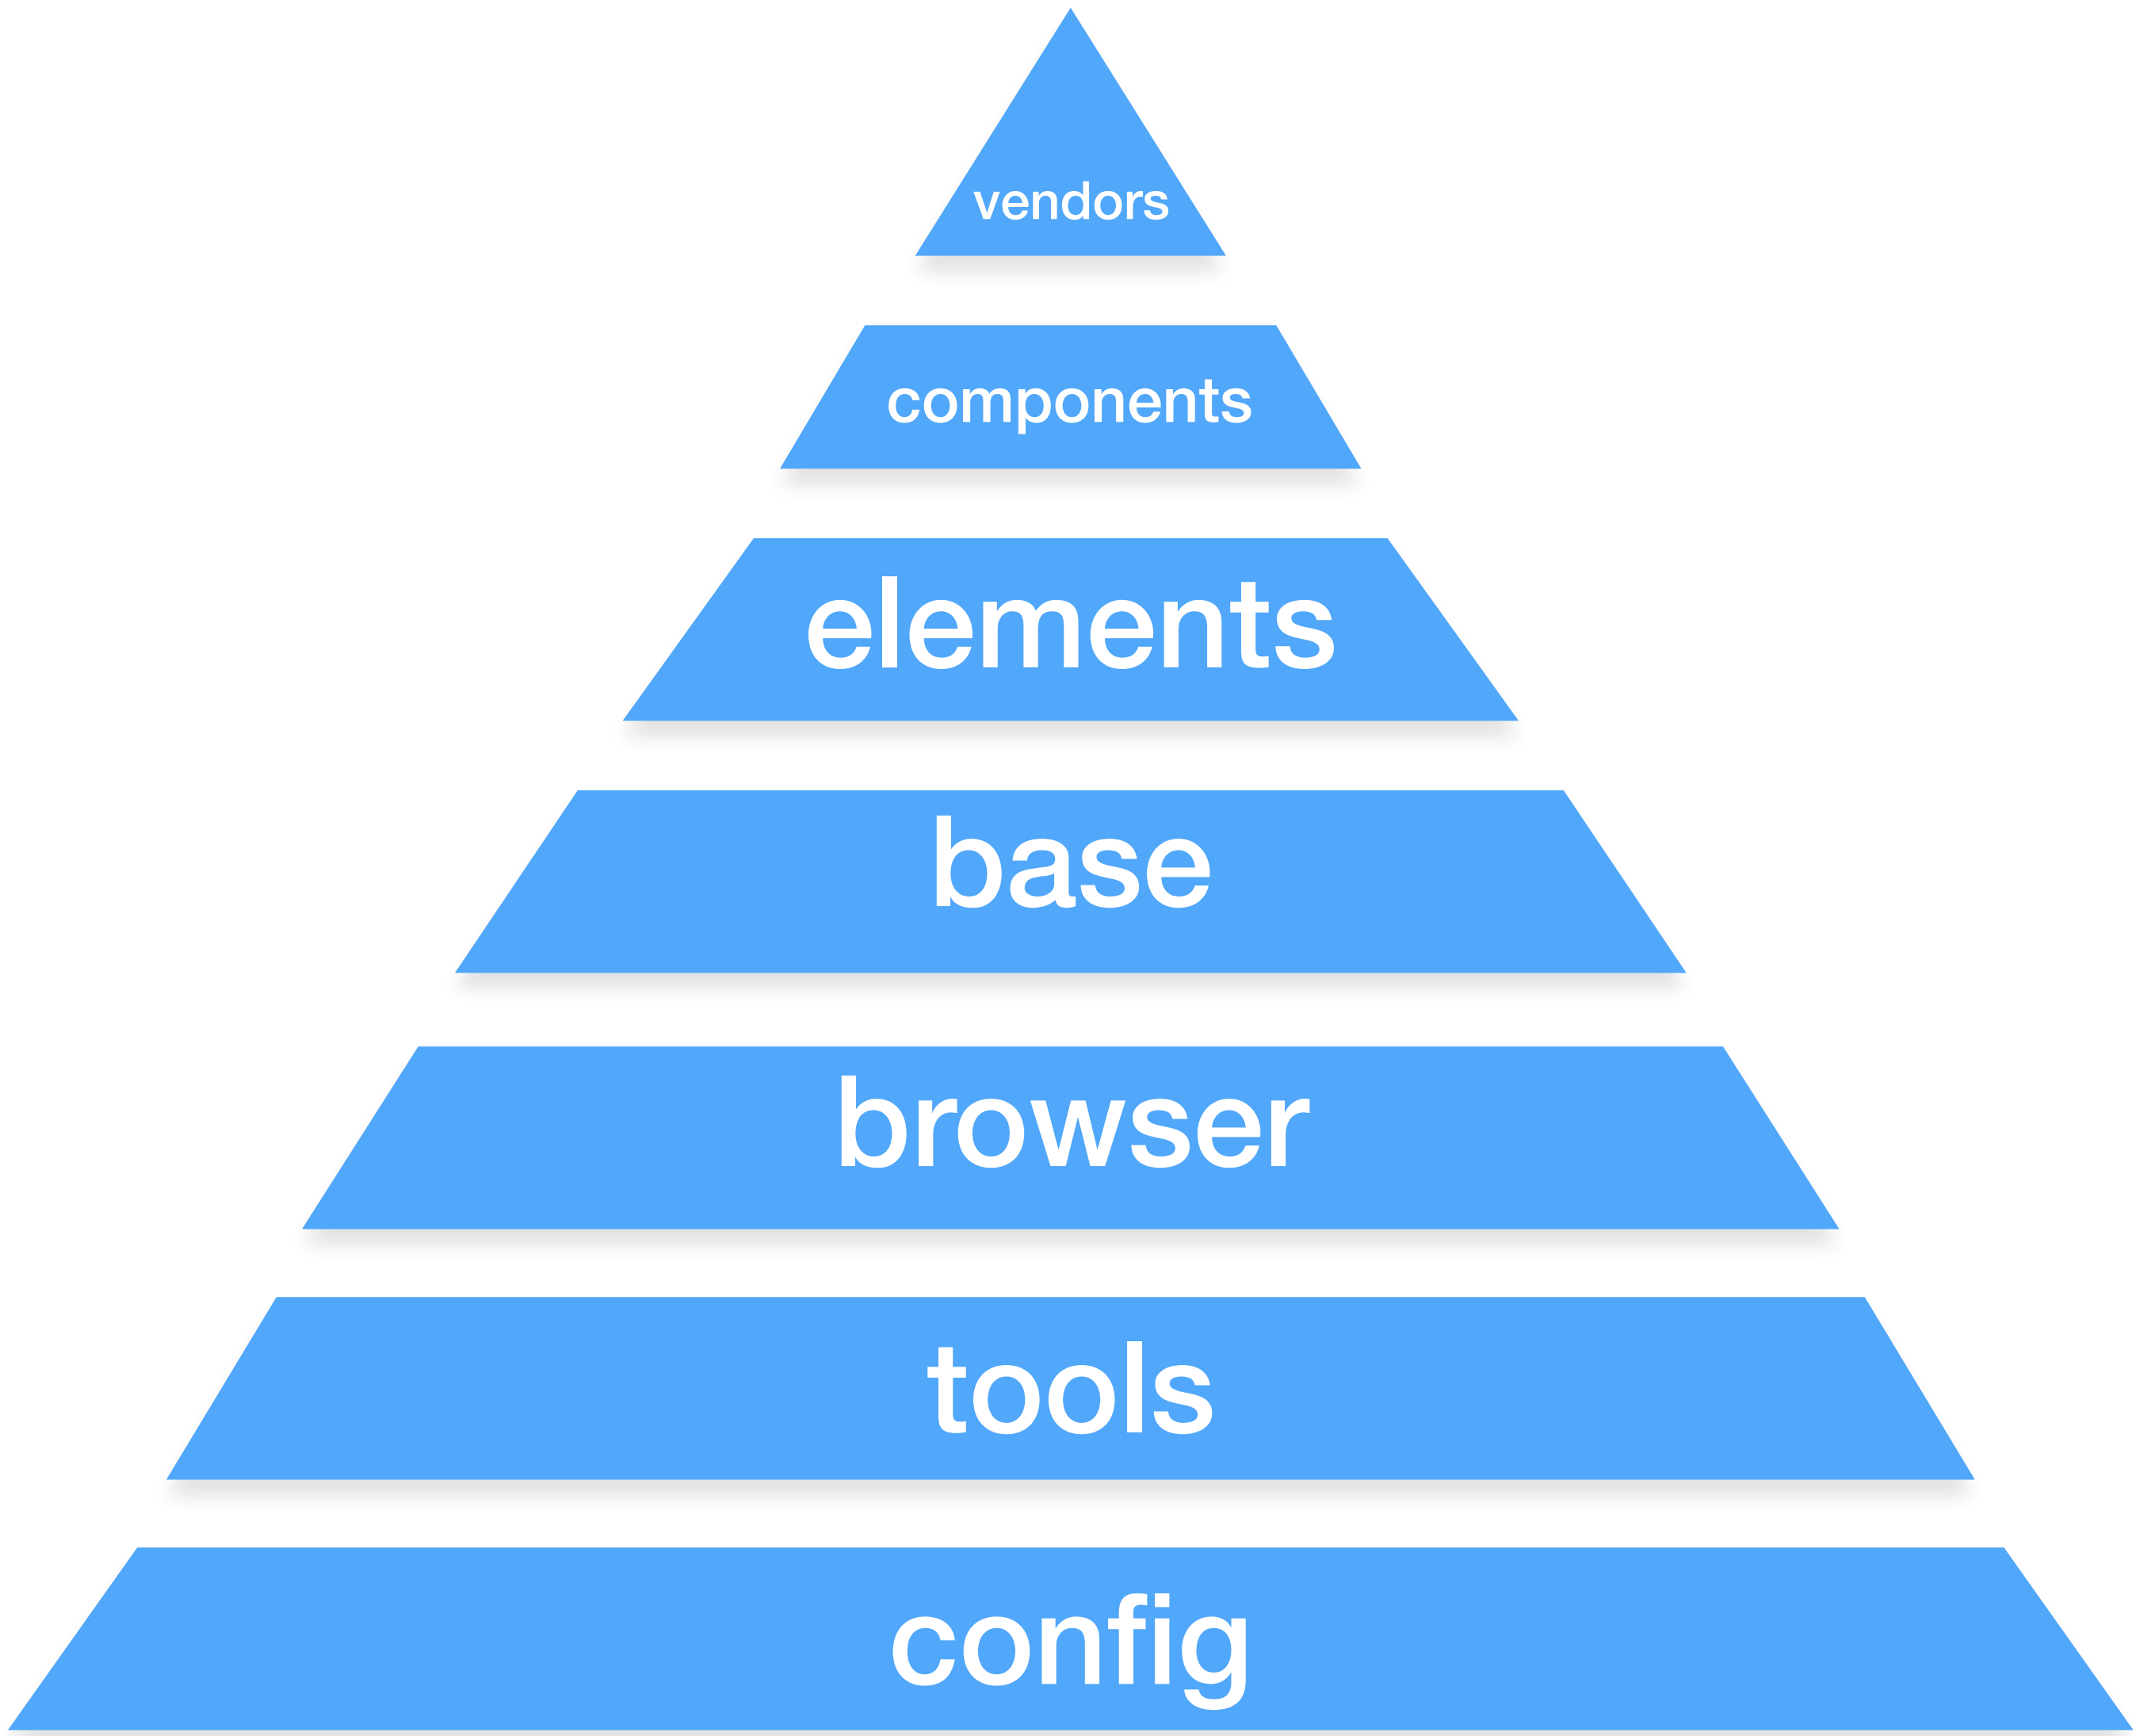 vendors
components
elements
base
browser
tools
config